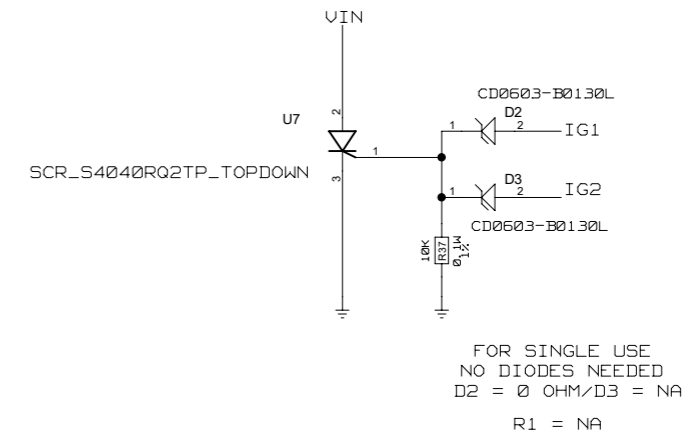 VIN
CD0603-B0130L
D2
U7
2
1
2
IG1
1
SCR_S4040RQ2TP_TOPDOWN
3
D3
1
2
IG2
CD0603-B0130L
10K
R37
0.1W
1%
FOR SINGLE USE
NO DIODES NEEDED
D2 = 0 OHM/D3 = NA
R1 = NA